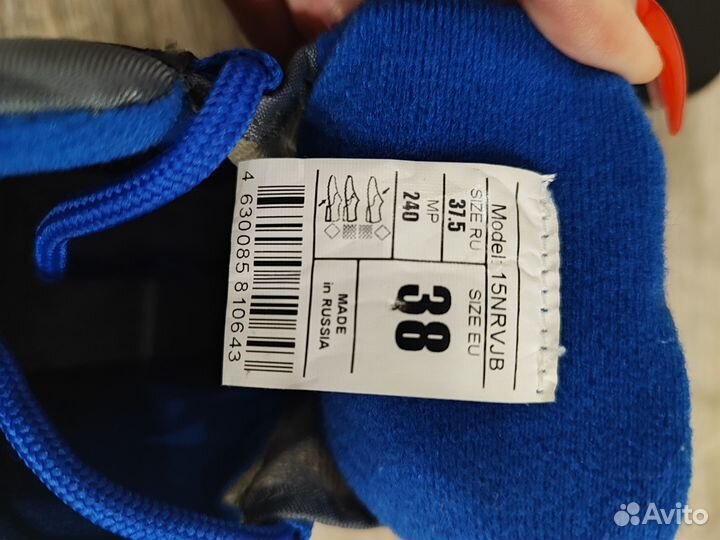 Model: 15NRVJB
SIZE RU
SIZE EU
37.5
38
MP
240
MADE
in RUSSIA
4 630085 810643
Avito